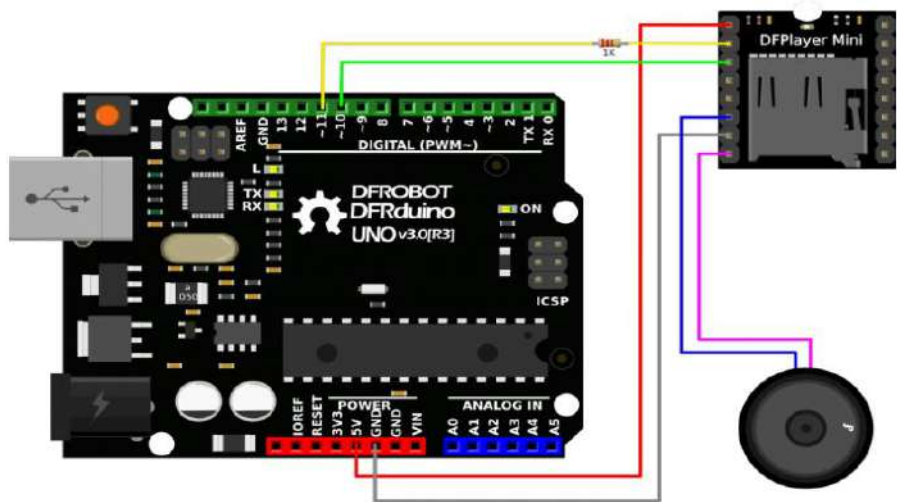 1K
DFPlayer Mini
AREF
GND
13
12
~11
~10
~9
8
7
~6
~5
4
~3
2
TX 1
RX 0
DIGITAL (PWM~)
L
TX
RX
DFROBOT
DFRduino
UNO v3.0[R3]
ON
ICSP
a
D50
POWER
ANALOG IN
IOREF
RESET
3V3
5V
GND
GND
VIN
A0
A1
A2
A3
A4
A5